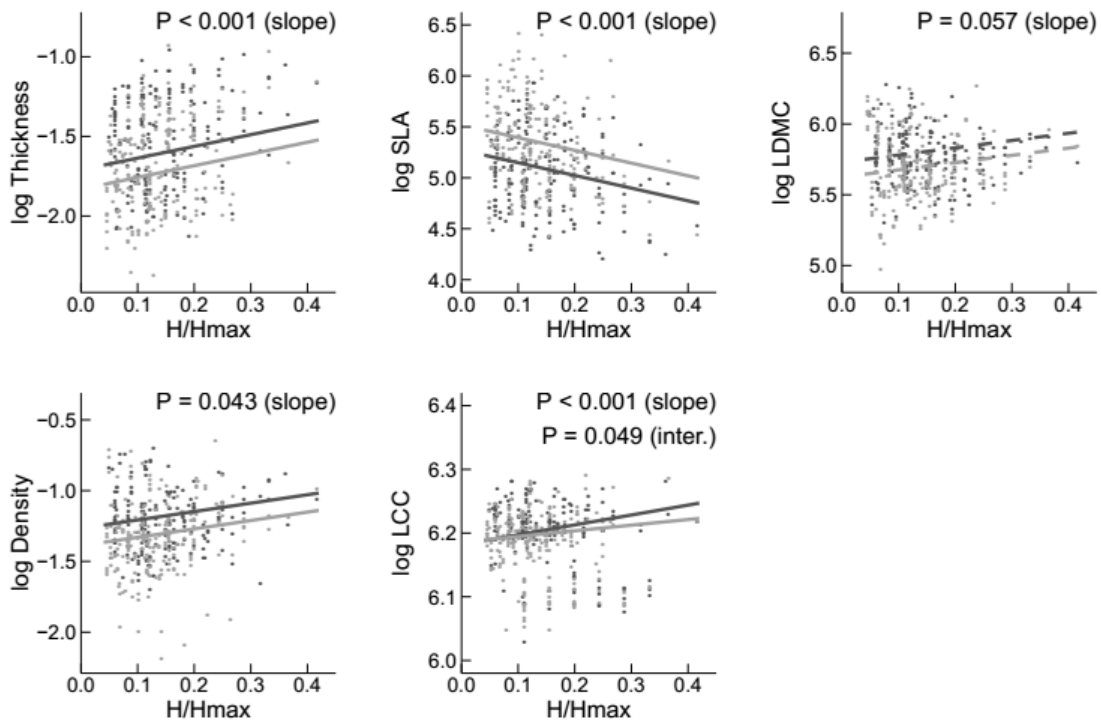 P < 0.001 (slope)
−1.0
−1.5
−2.0
log Thickness
0.0 0.1 0.2 0.3 0.4
H/Hmax
P < 0.001 (slope)
6.5
6.0
5.5
5.0
4.5
4.0
log SLA
0.0 0.1 0.2 0.3 0.4
H/Hmax
P = 0.057 (slope)
6.5
6.0
5.5
5.0
log LDMC
0.0 0.1 0.2 0.3 0.4
H/Hmax
P = 0.043 (slope)
−0.5
−1.0
−1.5
−2.0
log Density
0.0 0.1 0.2 0.3 0.4
H/Hmax
P < 0.001 (slope)
P = 0.049 (inter.)
6.4
6.3
6.2
6.1
6.0
log LCC
0.0 0.1 0.2 0.3 0.4
H/Hmax